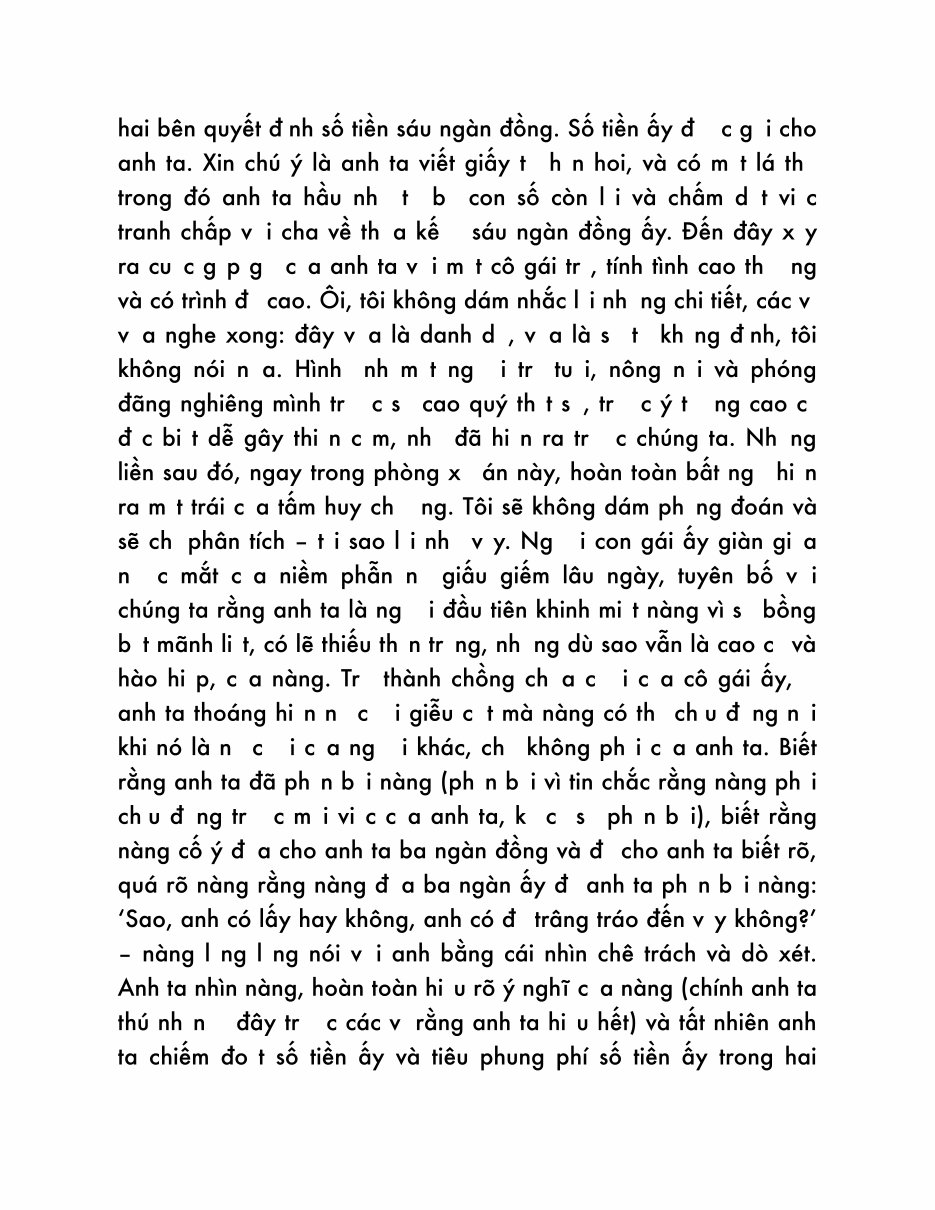 hai bên quyết đ nh số tiền sáu ngàn đồng. Số tiền ấy đ  c g i cho
anh ta. Xin chú ý là anh ta viết giấy t  h n hoi, và có m t lá th
trong đó anh ta hầu nh  t  b  con số còn l i và chấm d t vi c
tranh chấp v i cha về th a kế  sáu ngàn đồng ấy. Đến đây x y
ra cu c g p g  c a anh ta v i m t cô gái tr , tính tình cao th  ng
và có trình đ  cao. Ôi, tôi không dám nhắc l i nh ng chi tiết, các v
v a nghe xong: đây v a là danh d , v a là s  t  kh ng đ nh, tôi
không nói n a. Hình  nh m t ng  i tr  tu i, nông n i và phóng
đãng nghiêng mình tr  c s  cao quý th t s , tr  c ý t  ng cao c
đ c bi t dễ gây thi n c m, nh  đã hi n ra tr  c chúng ta. Nh ng
liền sau đó, ngay trong phòng x  án này, hoàn toàn bất ng  hi n
ra m t trái c a tấm huy ch  ng. Tôi sẽ không dám ph ng đoán và
sẽ ch  phân tích – t i sao l i nh  v y. Ng  i con gái ấy giàn gi a
n  c mắt c a niềm phẫn n  giấu giếm lâu ngày, tuyên bố v i
chúng ta rằng anh ta là ng  i đầu tiên khinh mi t nàng vì s  bồng
b t mãnh li t, có lẽ thiếu th n tr ng, nh ng dù sao vẫn là cao c  và
hào hi p, c a nàng. Tr  thành chồng ch a c  i c a cô gái ấy,
anh ta thoáng hi n n  c  i giễu c t mà nàng có th  ch u đ ng n i
khi nó là n  c  i c a ng  i khác, ch  không ph i c a anh ta. Biết
rằng anh ta đã ph n b i nàng (ph n b i vì tin chắc rằng nàng ph i
ch u đ ng tr  c m i vi c c a anh ta, k  c  s  ph n b i), biết rằng
nàng cố ý đ a cho anh ta ba ngàn đồng và đ  cho anh ta biết rõ,
quá rõ nàng rằng nàng đ a ba ngàn ấy đ  anh ta ph n b i nàng:
‘Sao, anh có lấy hay không, anh có đ  trâng tráo đến v y không?’
– nàng l ng l ng nói v i anh bằng cái nhìn chê trách và dò xét.
Anh ta nhìn nàng, hoàn toàn hi u rõ ý nghĩ c a nàng (chính anh ta
thú nh n  đây tr  c các v  rằng anh ta hi u hết) và tất nhiên anh
ta chiếm đo t số tiền ấy và tiêu phung phí số tiền ấy trong hai